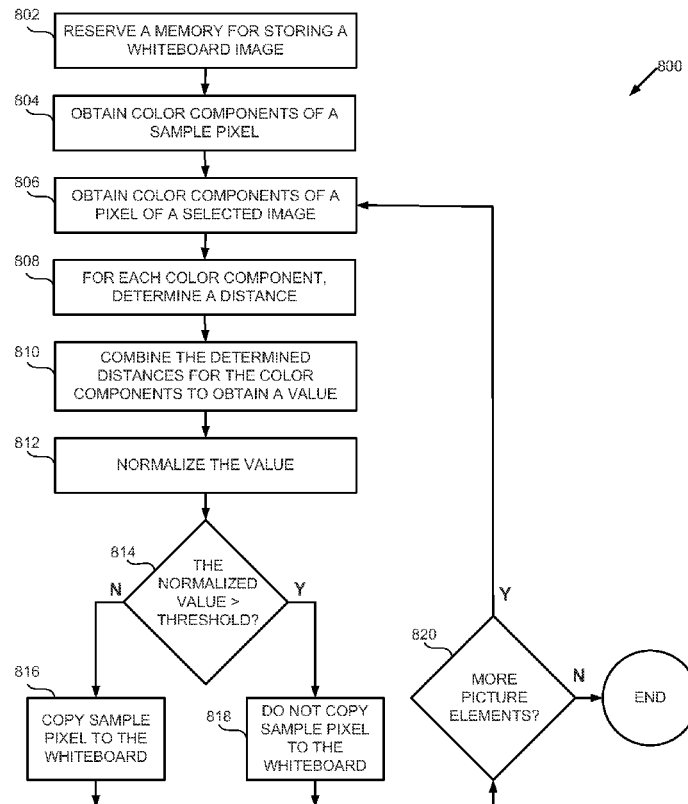 802
RESERVE A MEMORY FOR STORING A
WHITEBOARD IMAGE
800
804
OBTAIN COLOR COMPONENTS OF A
SAMPLE PIXEL
806
OBTAIN COLOR COMPONENTS OF A
PIXEL OF A SELECTED IMAGE
808
FOR EACH COLOR COMPONENT,
DETERMINE A DISTANCE
810
COMBINE THE DETERMINED
DISTANCES FOR THE COLOR
COMPONENTS TO OBTAIN A VALUE
812
NORMALIZE THE VALUE
814
THE
NORMALIZED
VALUE >
THRESHOLD?
N
Y
816
COPY SAMPLE
PIXEL TO THE
WHITEBOARD
818
DO NOT COPY
SAMPLE PIXEL
TO THE
WHITEBOARD
820
MORE
PICTURE
ELEMENTS?
Y
N
END